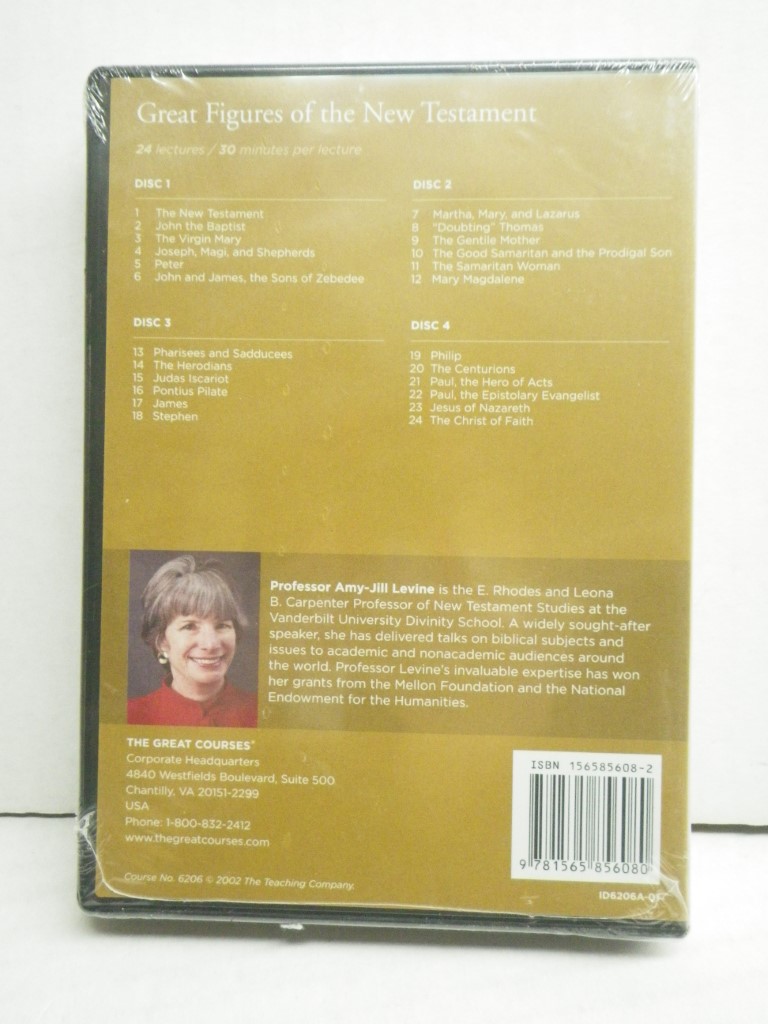 Great Figures of the New Testament
24 lectures / 30 minutes per lecture
DISC 1
1 The New Testament
2 John the Baptist
3 The Virgin Mary
4 Joseph, Magi, and Shepherds
5 Peter
6 John and James, the Sons of Zebedee
DISC 2
7 Martha, Mary, and Lazarus
8 "Doubting" Thomas
9 The Gentile Mother
10 The Good Samaritan and the Prodigal Son
11 The Samaritan Woman
12 Mary Magdalene
DISC 3
13 Pharisees and Sadducees
14 The Herodians
15 Judas Iscariot
16 Pontius Pilate
17 James
18 Stephen
DISC 4
19 Philip
20 The Centurions
21 Paul, the Hero of Acts
22 Paul, the Epistolary Evangelist
23 Jesus of Nazareth
24 The Christ of Faith
Professor Amy-Jill Levine is the E. Rhodes and Leona
B. Carpenter Professor of New Testament Studies at the
Vanderbilt University Divinity School. A widely sought-after
speaker, she has delivered talks on biblical subjects and
issues to academic and nonacademic audiences around
the world. Professor Levine's invaluable expertise has won
her grants from the Mellon Foundation and the National
Endowment for the Humanities.
THE GREAT COURSES®
Corporate Headquarters
4840 Westfields Boulevard, Suite 500
Chantilly, VA 20151-2299
USA
Phone: 1-800-832-2412
www.thegreatcourses.com
Course No. 6206 © 2002 The Teaching Company.
ISBN 156585608-2
9 781565 856080